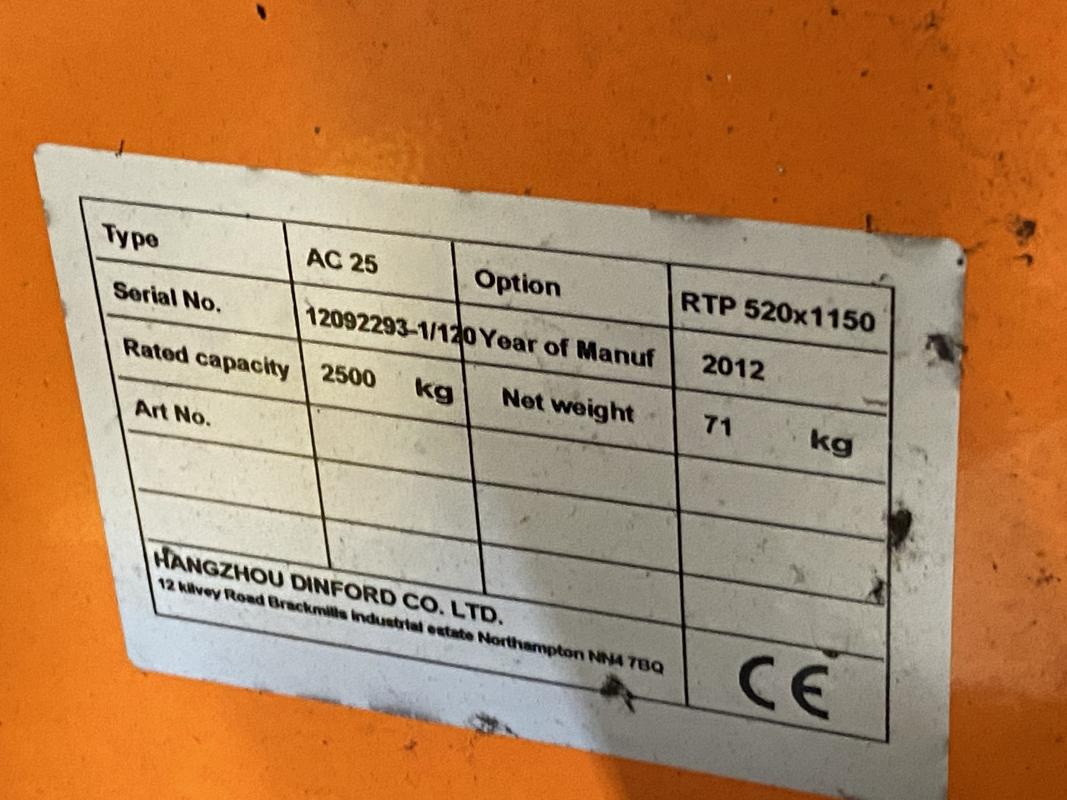 Type AC 25 Option RTP 520x1150
Serial No. 12092293-1/120 Year of Manuf 2012
Rated capacity 2500 kg Net weight 71 kg
Art No.
HANGZHOU DINFORD CO. LTD.
12 kilvey Road Brackmills industrial estate Northampton NN4 7BQ
CE